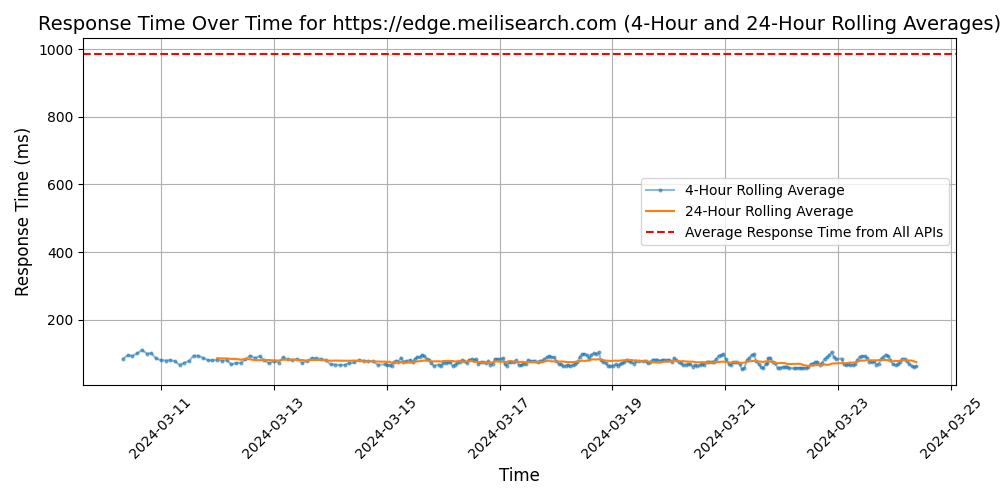 Response Time Over Time for https://edge.meilisearch.com (4-Hour and 24-Hour Rolling Averages)
Response Time (ms)
1000
800
600
400
200
4-Hour Rolling Average
24-Hour Rolling Average
Average Response Time from All APIs
2024-03-11
2024-03-13
2024-03-15
2024-03-17
2024-03-19
2024-03-21
2024-03-23
2024-03-25
Time